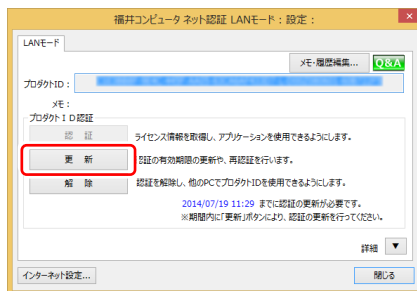 福井コンピュータ ネット認証 LANモード：設定：
LANモード
メモ・履歴編集...
Q&A
プロダクトID：
メモ：
プロダクトＩＤ認証
認　証
ライセンス情報を取得し、アプリケーションを使用できるようにします。
更　新
認証の有効期限の更新や、再認証を行います。
解　除
認証を解除し、他のPCでプロダクトIDを使用できるようにします。
2014/07/19 11:29 までに認証の更新が必要です。
※期間内に「更新」ボタンにより、認証の更新を行ってください。
詳細 ▼
インターネット設定...
閉じる